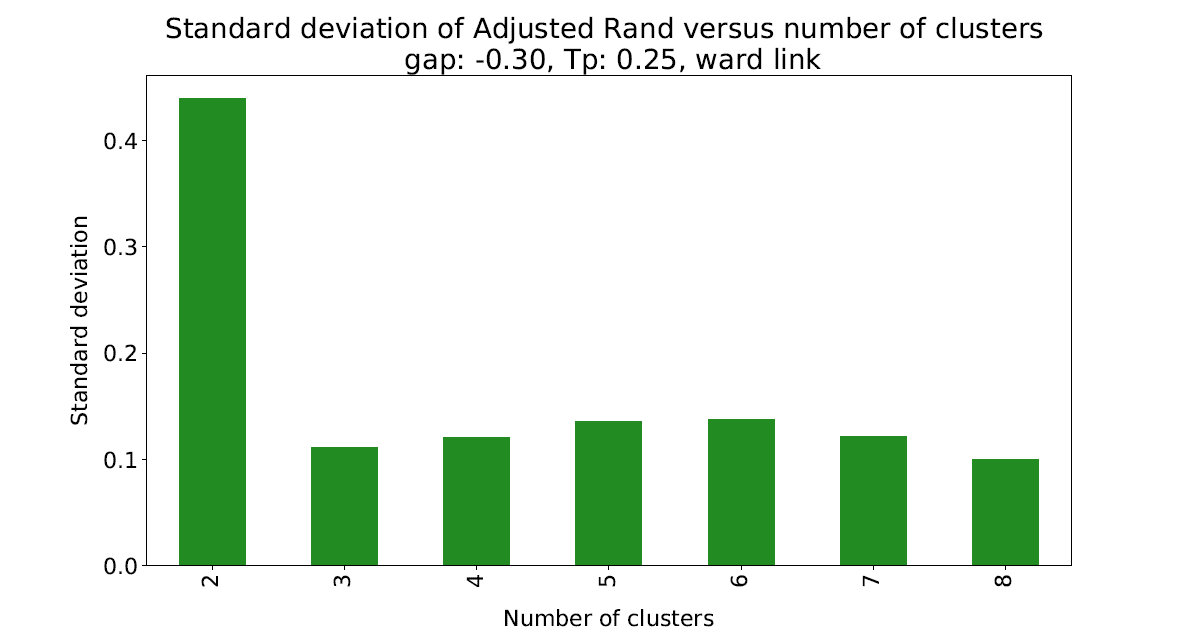 Standard deviation of Adjusted Rand versus number of clusters
gap: -0.30, Tp: 0.25, ward link
Standard deviation
0.4
0.3
0.2
0.1
0.0
2 3 4 5 6 7 8
Number of clusters